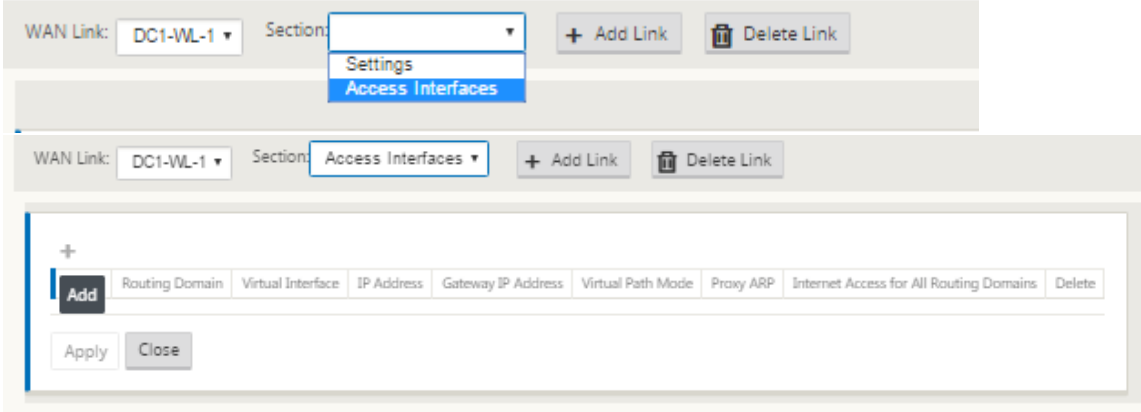 WAN Link: DC1-WL-1 Section: + Add Link Delete Link
Settings
Access Interfaces
WAN Link: DC1-WL-1 Section: Access Interfaces + Add Link Delete Link
+
Add Routing Domain Virtual Interface IP Address Gateway IP Address Virtual Path Mode Proxy ARP Internet Access for All Routing Domains Delete
Apply Close